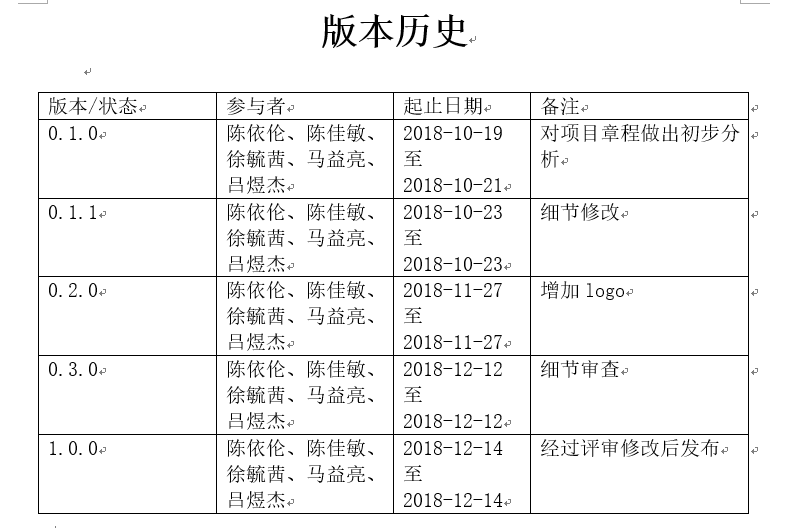 版本历史
版本/状态 参与者 起止日期 备注
0.1.0 陈依伦、陈佳敏、 2018-10-19 对项目章程做出初步分
徐毓茜、马益亮、 至 析
吕煜杰 2018-10-21
0.1.1 陈依伦、陈佳敏、 2018-10-23 细节修改
徐毓茜、马益亮、 至
吕煜杰 2018-10-23
0.2.0 陈依伦、陈佳敏、 2018-11-27 增加 logo
徐毓茜、马益亮、 至
吕煜杰 2018-11-27
0.3.0 陈依伦、陈佳敏、 2018-12-12 细节审查
徐毓茜、马益亮、 至
吕煜杰 2018-12-12
1.0.0 陈依伦、陈佳敏、 2018-12-14 经过评审修改后发布
徐毓茜、马益亮、 至
吕煜杰 2018-12-14